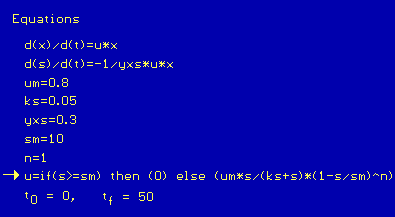 Equations
d(x)/d(t)=u*x
d(s)/d(t)=-1/yxs*u*x
um=0.8
ks=0.05
yxs=0.3
sm=10
n=1
→u=if(s>=sm) then (0) else (um*s/(ks+s)*(1-s/sm)^n)
t0 = 0,    tf = 50